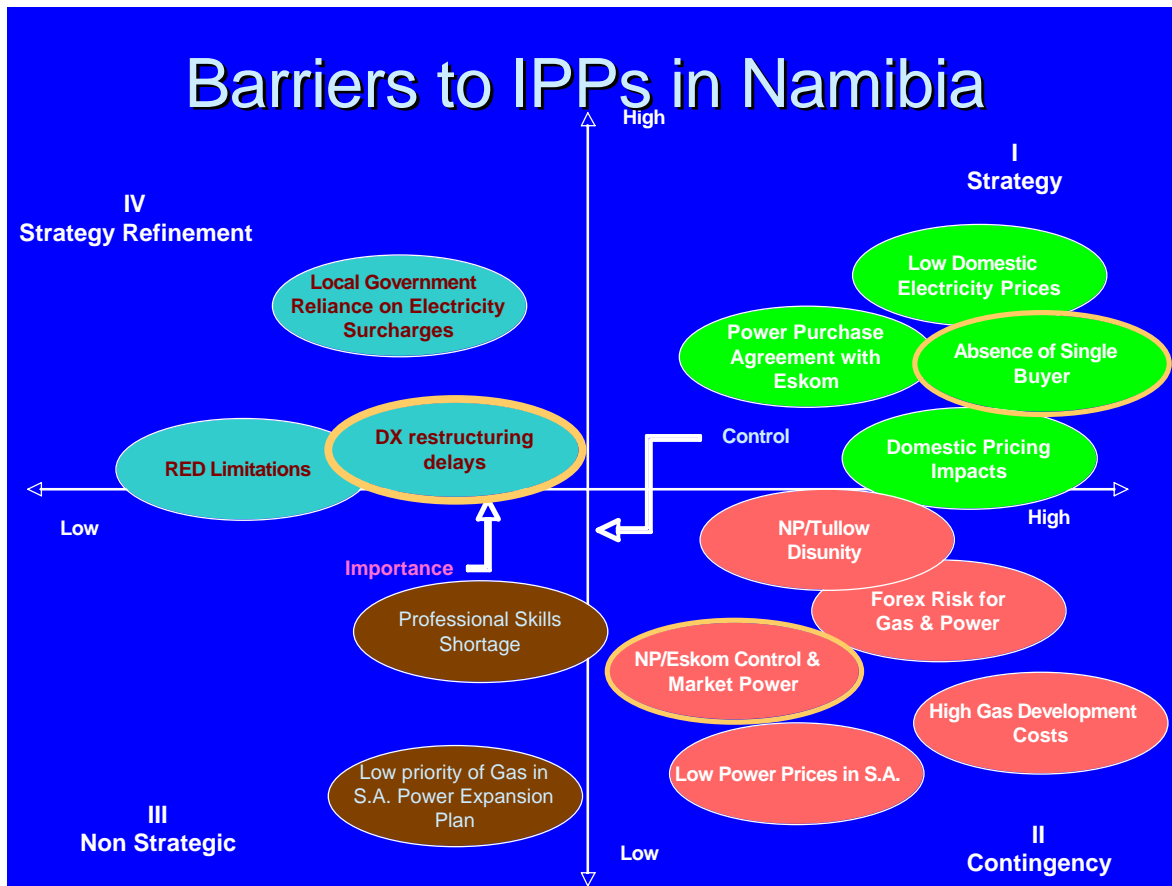 Barriers to IPPs in Namibia
High
I
Strategy
IV
Strategy Refinement
Local Government
Reliance on Electricity
Surcharges
Low Domestic
Electricity Prices
Power Purchase
Agreement with
Eskom
Absence of Single
Buyer
DX restructuring
delays
RED Limitations
Control
Domestic Pricing
Impacts
Low
High
NP/Tullow
Disunity
Importance
Forex Risk for
Gas & Power
Professional Skills
Shortage
NP/Eskom Control &
Market Power
High Gas Development
Costs
Low Power Prices in S.A.
Low priority of Gas in
S.A. Power Expansion
Plan
III
Non Strategic
Low
II
Contingency